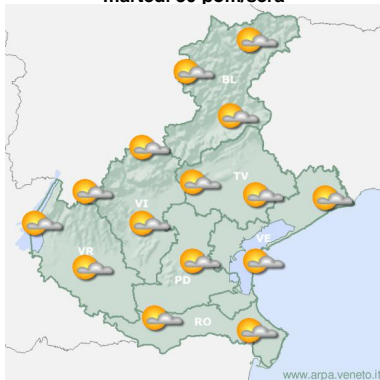 martedì 30 pom/sera
BL
TV
VI
VE
VR
PD
RO
www.arpa.veneto.it